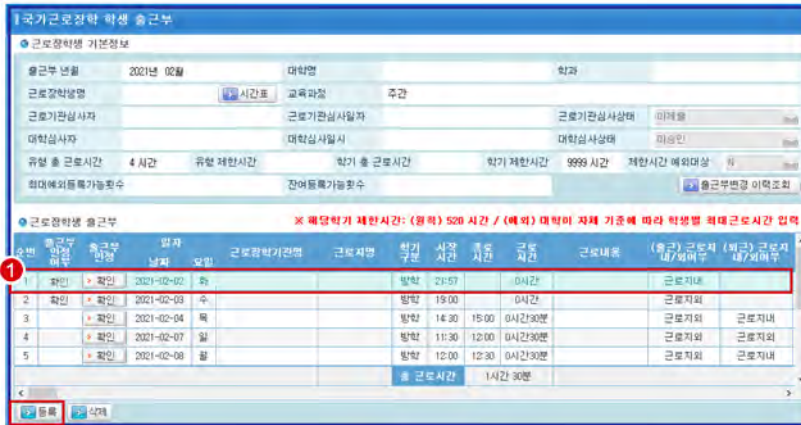 국가근로장학 학생 출근부
근로장학생 기본정보
출근부 년월 2021년 02월 대학명 학과
근로장학생명 시간표 교육과정 주간
근로기관심사자 근로기관심사일자 근로기관심사상태 미제출
대학심사자 대학심사일시 대학심사상태 미승인
유형 총 근로시간 4 시간 유형 제한시간 학기 총 근로시간 학기 제한시간 9999 시간 제한시간 예외대상 N
최대예외등록가능횟수 잔여등록가능횟수 출근부변경 이력조회
근로장학생 출근부 ※ 해당학기 제한시간: (원칙) 520 시간 / (예외) 대학이 자체 기준에 따라 학생별 최대근로시간 입력
순번 출근부 인정 여부 출근부 인정 일자 날짜 요일 근로장학기관명 근로지명 학기 구분 시작 시간 종료 시간 근로 시간 근로내용 (출근) 근로지 내/외여부 (퇴근) 근로지 내/외여부
1
1 확인 확인 2021-02-02 화 방학 21:57 0시간 근로지내
2 확인 확인 2021-02-03 수 방학 19:00 0시간 근로지외
3 확인 2021-02-04 목 방학 14:30 15:00 0시간30분 근로지외 근로지내
4 확인 2021-02-07 일 방학 11:30 12:00 0시간30분 근로지외 근로지외
5 확인 2021-02-08 월 방학 12:00 12:30 0시간30분 근로지외 근로지내
총 근로시간 1시간 30분
등록 삭제